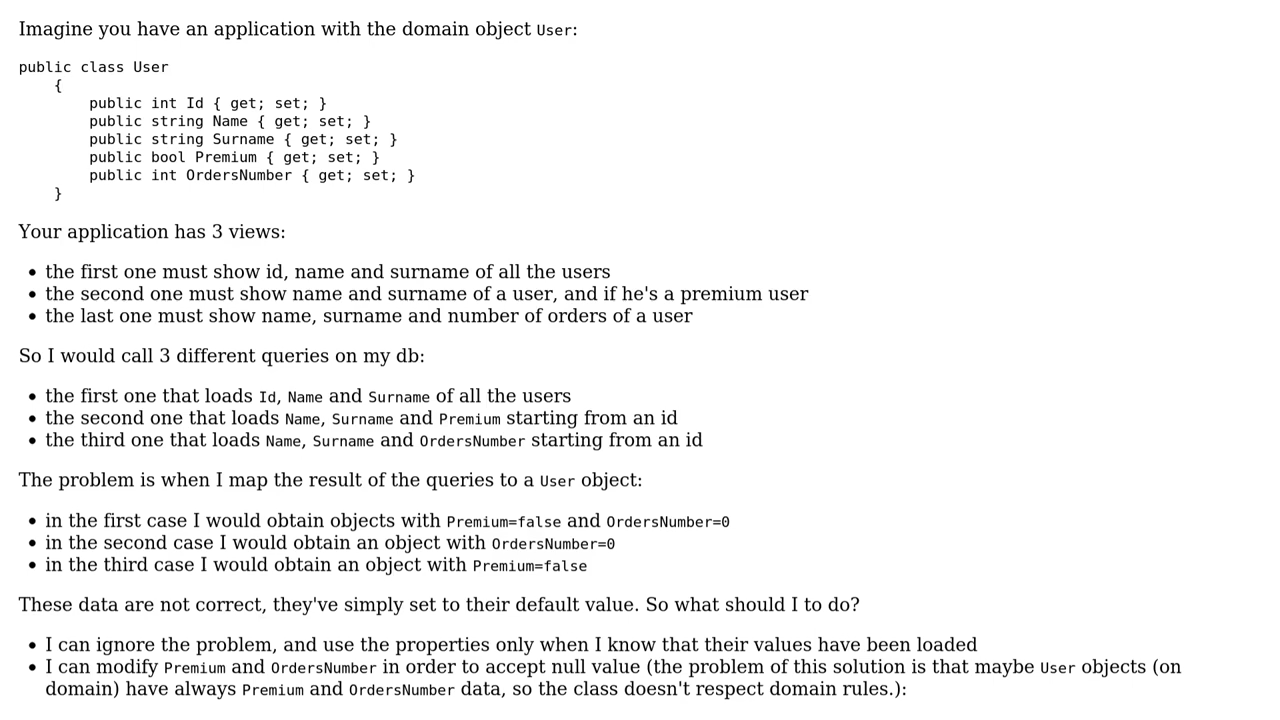 Imagine you have an application with the domain object User:
public class User
    {
        public int Id { get; set; }
        public string Name { get; set; }
        public string Surname { get; set; }
        public bool Premium { get; set; }
        public int OrdersNumber { get; set; }
    }
Your application has 3 views:
• the first one must show id, name and surname of all the users
• the second one must show name and surname of a user, and if he's a premium user
• the last one must show name, surname and number of orders of a user
So I would call 3 different queries on my db:
• the first one that loads Id, Name and Surname of all the users
• the second one that loads Name, Surname and Premium starting from an id
• the third one that loads Name, Surname and OrdersNumber starting from an id
The problem is when I map the result of the queries to a User object:
• in the first case I would obtain objects with Premium=false and OrdersNumber=0
• in the second case I would obtain an object with OrdersNumber=0
• in the third case I would obtain an object with Premium=false
These data are not correct, they've simply set to their default value. So what should I to do?
• I can ignore the problem, and use the properties only when I know that their values have been loaded
• I can modify Premium and OrdersNumber in order to accept null value (the problem of this solution is that maybe User objects (on
domain) have always Premium and OrdersNumber data, so the class doesn't respect domain rules.):